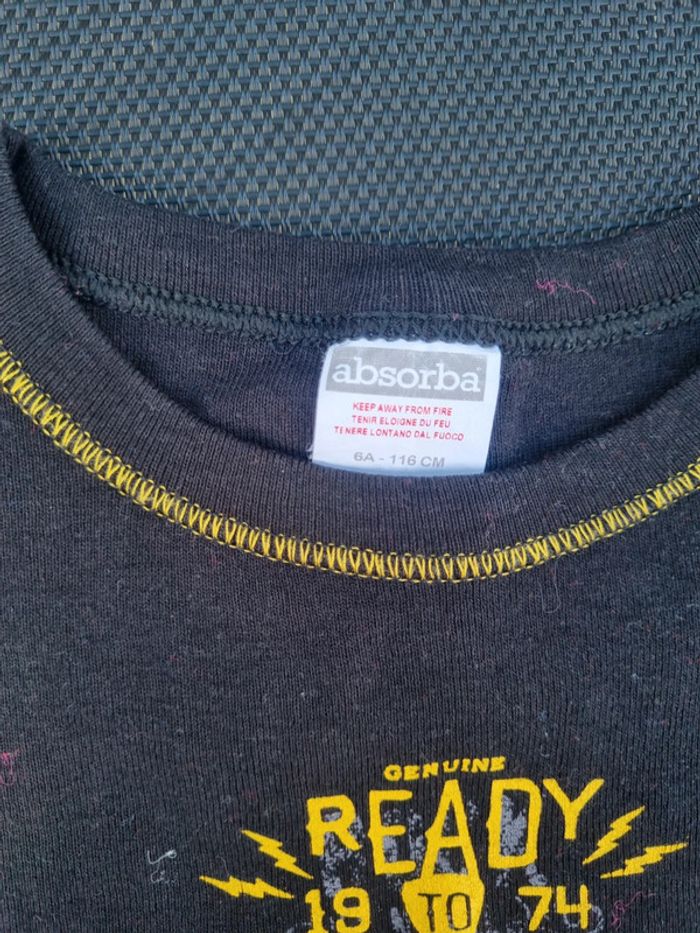 absorba
KEEP AWAY FROM FIRE
TENIR ELOIGNE DU FEU
TENERE LONTANO DAL FUOCO
6A - 116 CM
GENUINE
READY
19 TO 74